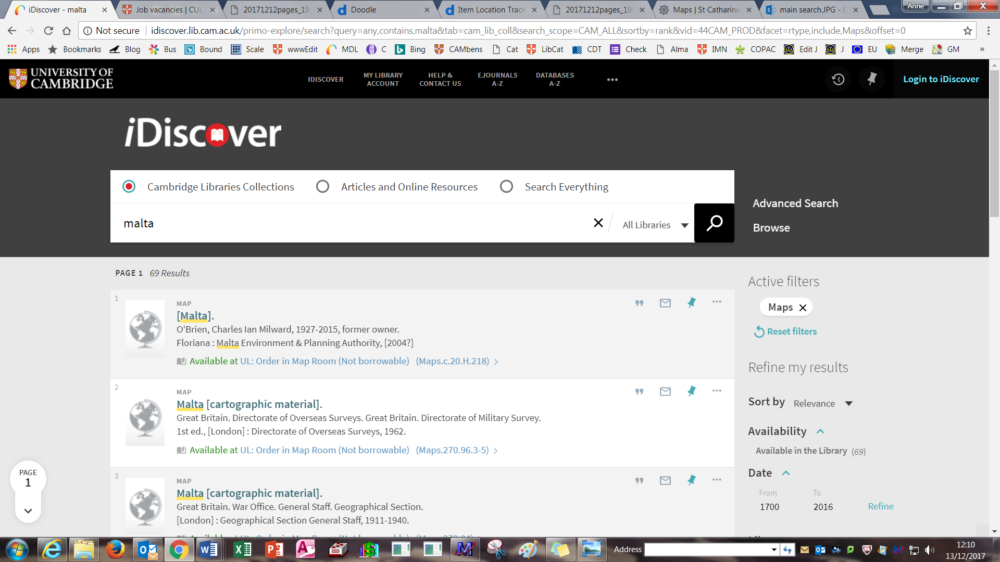 iDiscover - malta
Job vacancies | CUL
20171212pages_19
Doodle
Item Location Track
20171212pages_19
Maps | St Catharine
main search.JPG - C
Anne
Not secure
idiscover.lib.cam.ac.uk/primo-explore/search?query=any,contains,malta&tab=cam_lib_coll&search_scope=CAM_ALL&sortby=rank&vid=44CAM_PROD&facet=rtype,include,Maps&offset=0
Apps Bookmarks Blog Bus Bound Scale wwwEdit MDL C Bing CAMbens Cat LibCat CDT Check Alma IMN COPAC Edit J J EU Merge GM »
UNIVERSITY OF
CAMBRIDGE
IDISCOVER
MY LIBRARY
ACCOUNT
HELP &
CONTACT US
EJOURNALS
A-Z
DATABASES
A-Z
Login to iDiscover
iDiscover
Cambridge Libraries Collections Articles and Online Resources Search Everything
malta
All Libraries
Advanced Search
Browse
PAGE 1 69 Results
1
MAP
[Malta].
O'Brien, Charles Ian Milward, 1927-2015, former owner.
Floriana : Malta Environment & Planning Authority, [2004?]
Available at UL: Order in Map Room (Not borrowable) (Maps.c.20.H.218)
2
MAP
Malta [cartographic material].
Great Britain. Directorate of Overseas Surveys. Great Britain. Directorate of Military Survey.
1st ed., [London] : Directorate of Overseas Surveys, 1962.
Available at UL: Order in Map Room (Not borrowable) (Maps.270.96.3-5)
3
MAP
Malta [cartographic material].
Great Britain. War Office. General Staff. Geographical Section.
[London] : Geographical Section General Staff, 1911-1940.
Active filters
Maps
Reset filters
Refine my results
Sort by Relevance
Availability
Available in the Library (69)
Date
From To
1700 2016 Refine
PAGE
1
Address
12:10
13/12/2017